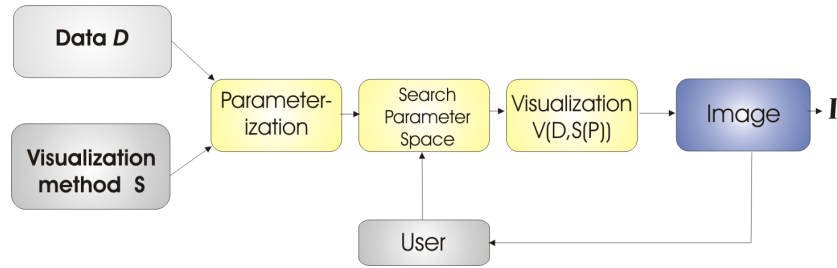 Data D
Visualization
method S
Parameter-
ization
Search
Parameter
Space
Visualization
V(D,S(P))
Image
I
User